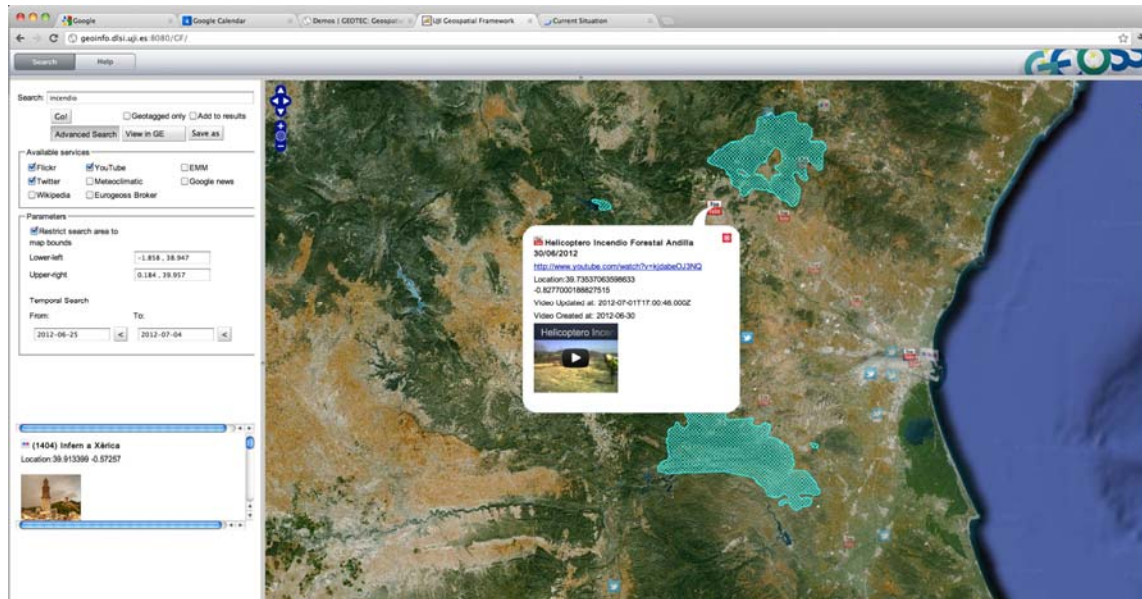 Google
Google Calendar
Demos | GEOTEC: Geospatia
UJI Geospatial Framework
Current Situation
geoinfo.dlsi.uji.es:8080/CF/
Search
Help
GEOSS
Search:
incendio
Go!
Geotagged only
Add to results
Advanced Search
View in GE
Save as
Available services
Flickr
YouTube
EMM
Twitter
Meteoclimatic
Google news
Wikipedia
Eurogeoss Broker
Parameters
Restrict search area to
map bounds
Lower-left
-1.858 , 38.947
Upper-right
0.184 , 39.957
Temporal Search
From:
To:
2012-06-25
<
2012-07-04
<
(1404) Infern a Xèrica
Location:39.913399 -0.57257
Helicoptero Incendio Forestal Andilla
30/06/2012
http://www.youtube.com/watch?v=kjdabeOJ3NQ
Location:39.73537063598633
-0.8277000188827515
Video Updated at: 2012-07-01T17:00:46.000Z
Video Created at: 2012-06-30
Helicoptero Incen